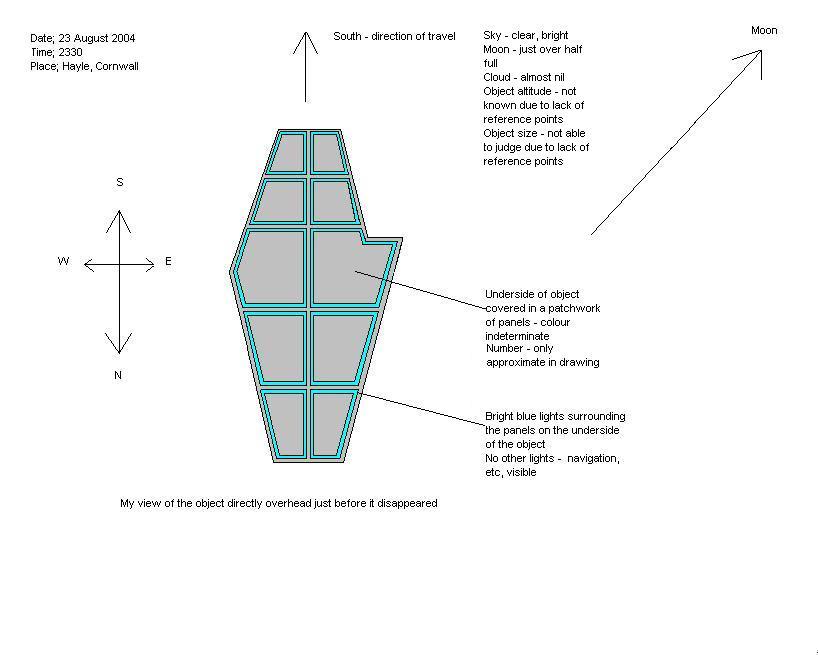 Date; 23 August 2004
Time; 2330
Place; Hayle, Cornwall
South - direction of travel
Sky - clear, bright
Moon - just over half
full
Cloud - almost nil
Object altitude - not
known due to lack of
reference points
Object size - not able
to judge due to lack of
reference points
Moon
S
W
E
N
Underside of object
covered in a patchwork
of panels - colour
indeterminate
Number - only
approximate in drawing
Bright blue lights surrounding
the panels on the underside
of the object
No other lights - navigation,
etc, visible
My view of the object directly overhead just before it disappeared